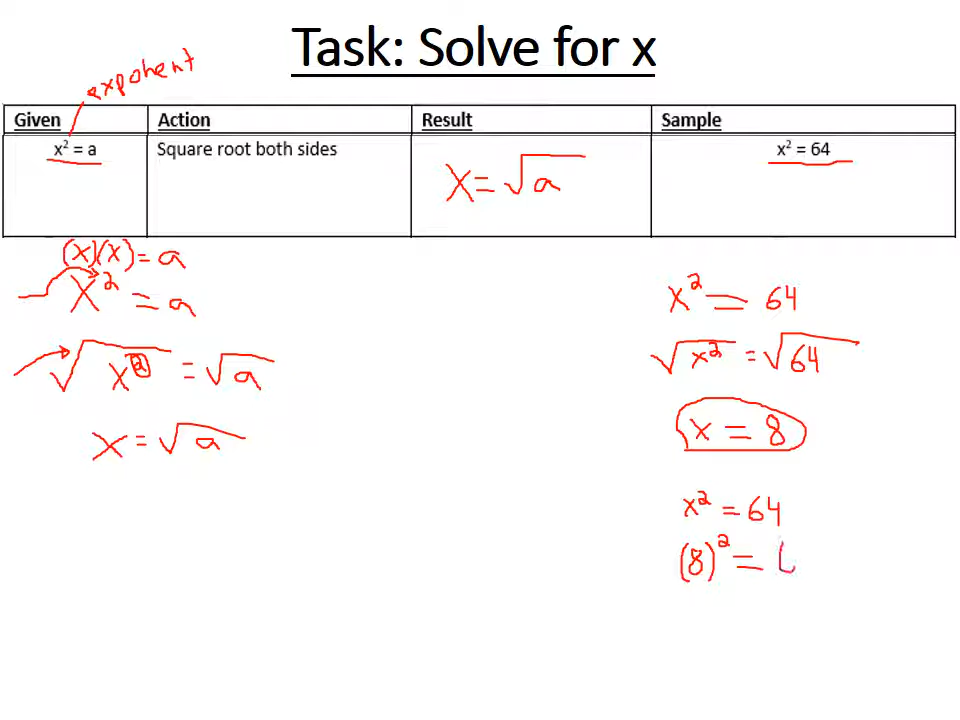 Task: Solve for x
exponent
Given Action Result Sample
x² = a Square root both sides x = √a x² = 64
(x)(x) = a
x² = a
√x² = √a
x = √a
x² = 64
√x² = √64
x = 8
x² = 64
(8)² =